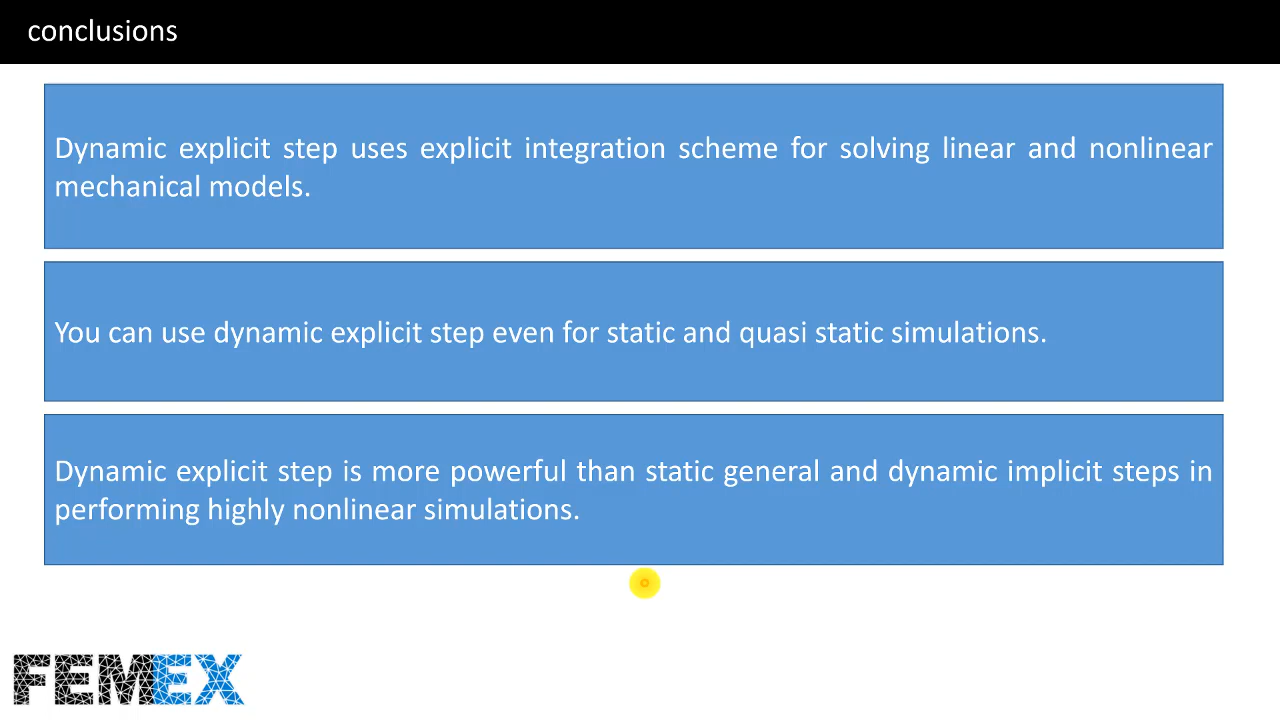 conclusions
Dynamic explicit step uses explicit integration scheme for solving linear and nonlinear
mechanical models.
You can use dynamic explicit step even for static and quasi static simulations.
Dynamic explicit step is more powerful than static general and dynamic implicit steps in
performing highly nonlinear simulations.
FEMEX